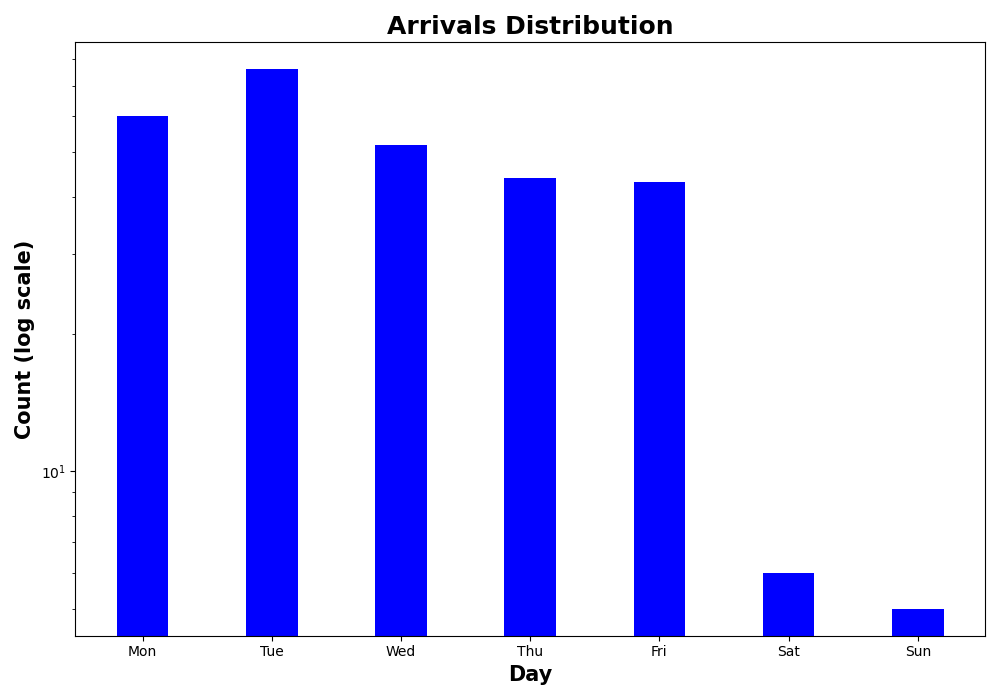 Arrivals Distribution
Count (log scale)
10¹
Mon Tue Wed Thu Fri Sat Sun
Day